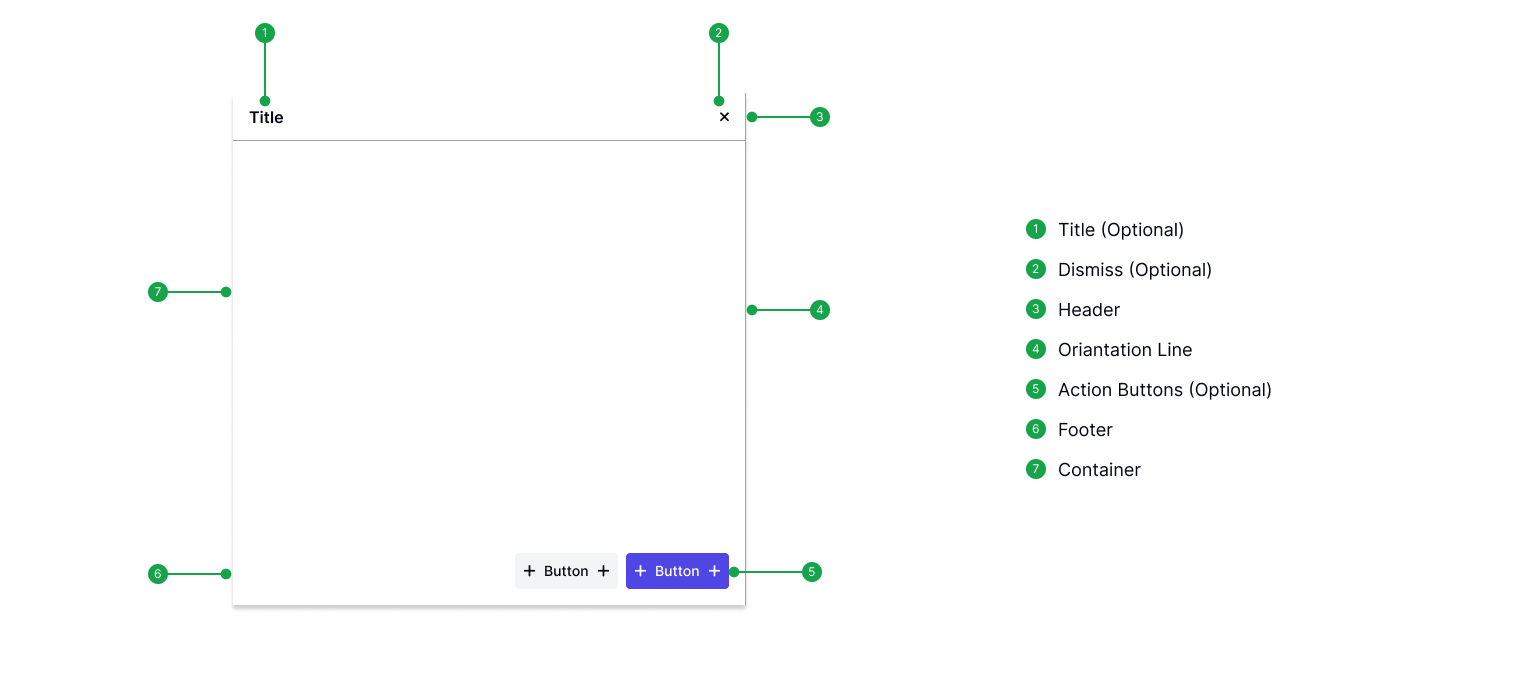 1
2
Title
3
7
4
6
Button
Button
5
1 Title (Optional)
2 Dismiss (Optional)
3 Header
4 Oriantation Line
5 Action Buttons (Optional)
6 Footer
7 Container